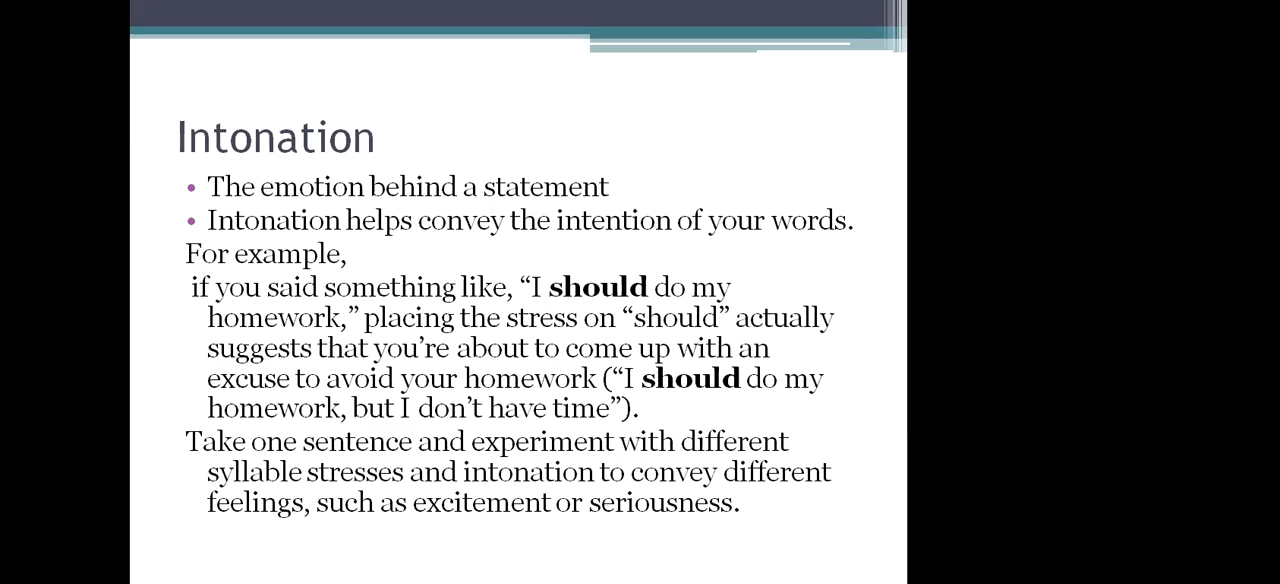 Intonation
• The emotion behind a statement
• Intonation helps convey the intention of your words.
For example,
if you said something like, “I should do my
homework,” placing the stress on “should” actually
suggests that you’re about to come up with an
excuse to avoid your homework (“I should do my
homework, but I don’t have time”).
Take one sentence and experiment with different
syllable stresses and intonation to convey different
feelings, such as excitement or seriousness.